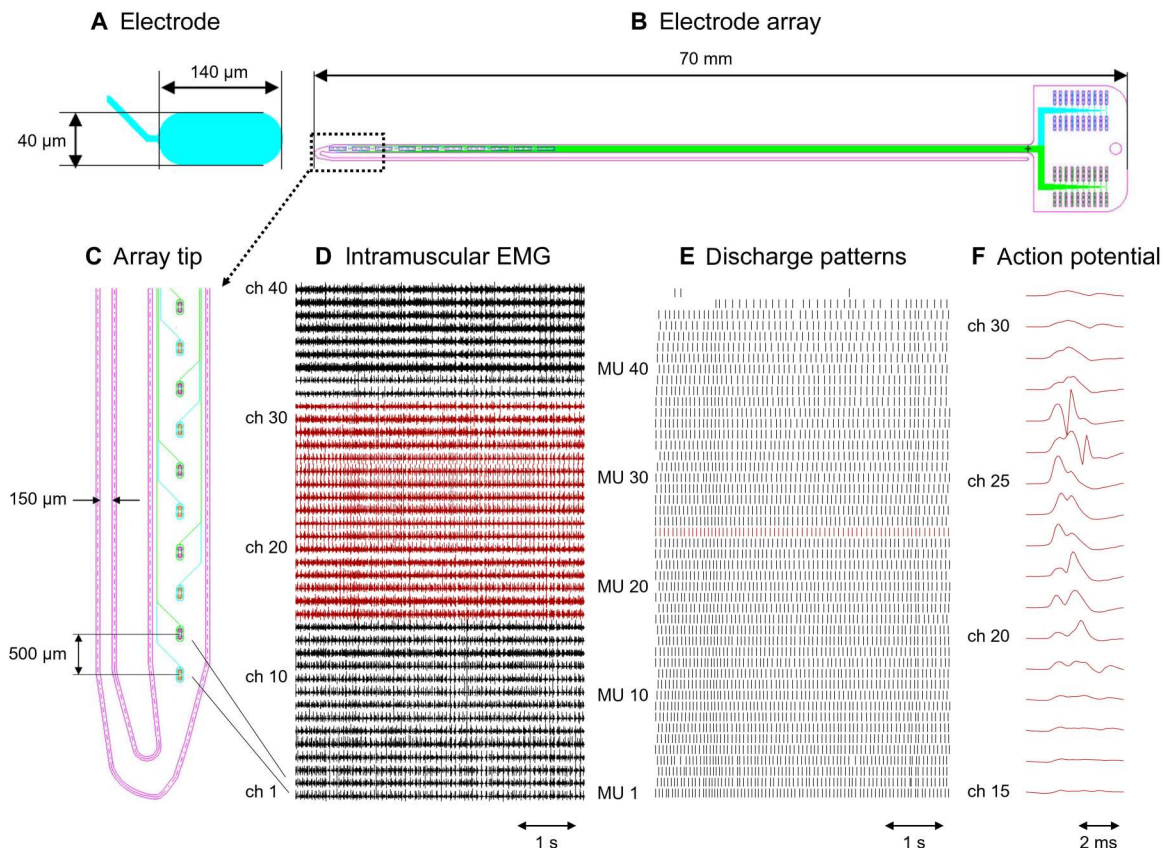 A Electrode
B Electrode array
140 µm
70 mm
40 µm
C Array tip
D Intramuscular EMG
E Discharge patterns
F Action potential
ch 40
ch 30
MU 40
ch 30
150 µm
MU 30
ch 25
ch 20
MU 20
500 µm
ch 20
ch 10
MU 10
ch 1
MU 1
ch 15
1 s
1 s
2 ms